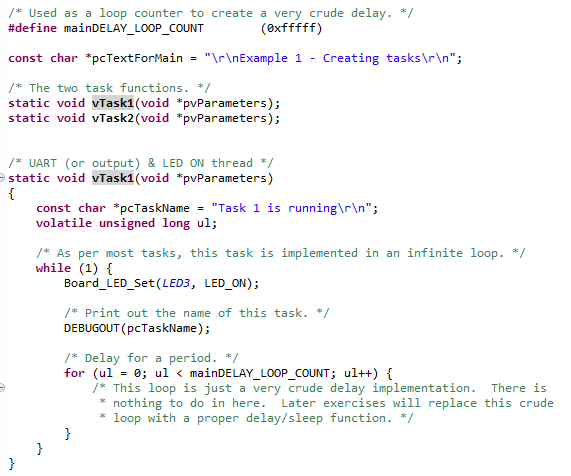 /* Used as a loop counter to create a very crude delay. */
#define mainDELAY_LOOP_COUNT        (0xfffff)

const char *pcTextForMain = "\r\nExample 1 - Creating tasks\r\n";

/* The two task functions. */
static void vTask1(void *pvParameters);
static void vTask2(void *pvParameters);


/* UART (or output) & LED ON thread */
static void vTask1(void *pvParameters)
{
    const char *pcTaskName = "Task 1 is running\r\n";
    volatile unsigned long ul;

    /* As per most tasks, this task is implemented in an infinite loop. */
    while (1) {
        Board_LED_Set(LED3, LED_ON);

        /* Print out the name of this task. */
        DEBUGOUT(pcTaskName);

        /* Delay for a period. */
        for (ul = 0; ul < mainDELAY_LOOP_COUNT; ul++) {
            /* This loop is just a very crude delay implementation.  There is
             * nothing to do in here.  Later exercises will replace this crude
             * loop with a proper delay/sleep function. */
        }
    }
}